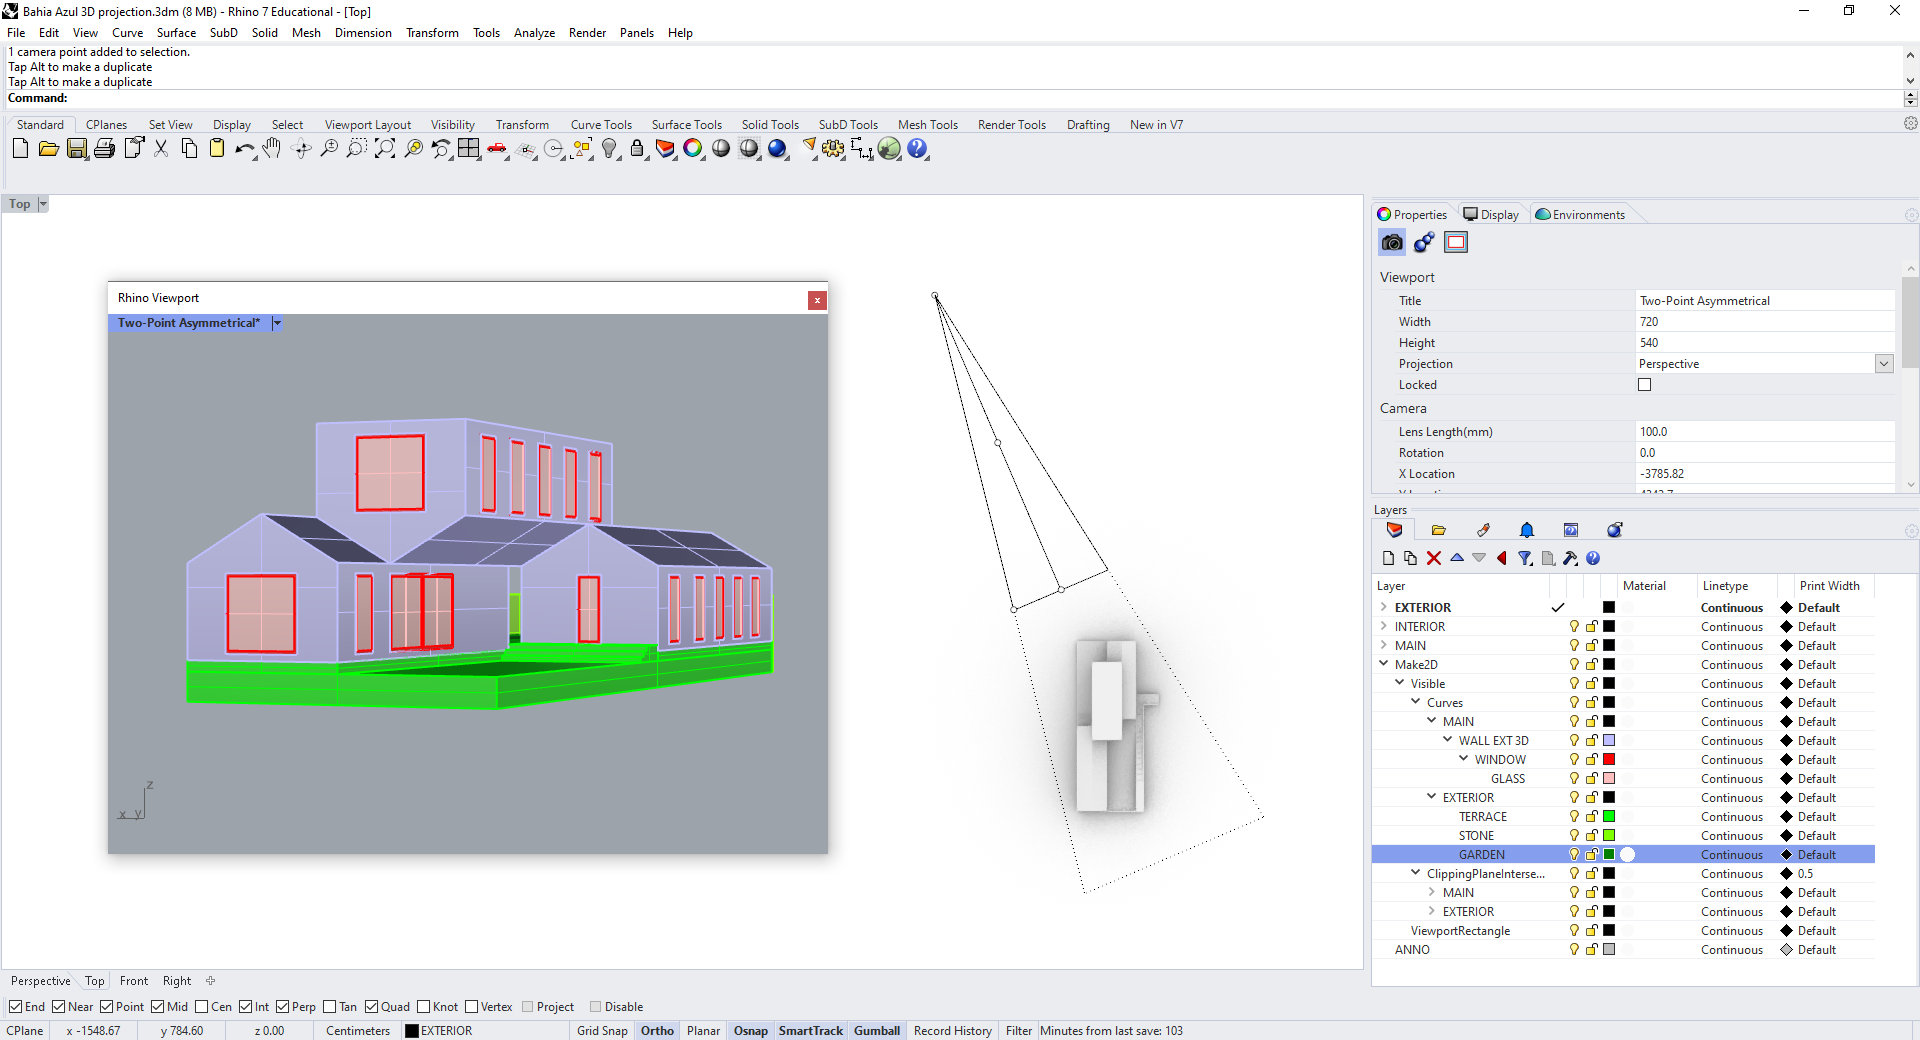 Bahia Azul 3D projection.3dm (8 MB) - Rhino 7 Educational - [Top]
File Edit View Curve Surface SubD Solid Mesh Dimension Transform Tools Analyze Render Panels Help
1 camera point added to selection.
Tap Alt to make a duplicate
Tap Alt to make a duplicate
Command:
Standard CPlanes Set View Display Select Viewport Layout Visibility Transform Curve Tools Surface Tools Solid Tools SubD Tools Mesh Tools Render Tools Drafting New in V7
Top
Rhino Viewport
x
Two-Point Asymmetrical*
z
x y
Properties Display Environments
Viewport
Title Two-Point Asymmetrical
Width 720
Height 540
Projection Perspective
Locked
Camera
Lens Length(mm) 100.0
Rotation 0.0
X Location -3785.82
Layers
Layer Material Linetype Print Width
EXTERIOR Continuous Default
INTERIOR Continuous Default
MAIN Continuous Default
Make2D Continuous Default
Visible Continuous Default
Curves Continuous Default
MAIN Continuous Default
WALL EXT 3D Continuous Default
WINDOW Continuous Default
GLASS Continuous Default
EXTERIOR Continuous Default
TERRACE Continuous Default
STONE Continuous Default
GARDEN Continuous Default
ClippingPlaneInterse... Continuous 0.5
MAIN Continuous Default
EXTERIOR Continuous Default
ViewportRectangle Continuous Default
ANNO Continuous Default
Perspective Top Front Right
End Near Point Mid Cen Int Perp Tan Quad Knot Vertex Project Disable
CPlane x -1548.67 y 784.60 z 0.00 Centimeters EXTERIOR Grid Snap Ortho Planar Osnap SmartTrack Gumball Record History Filter Minutes from last save: 103